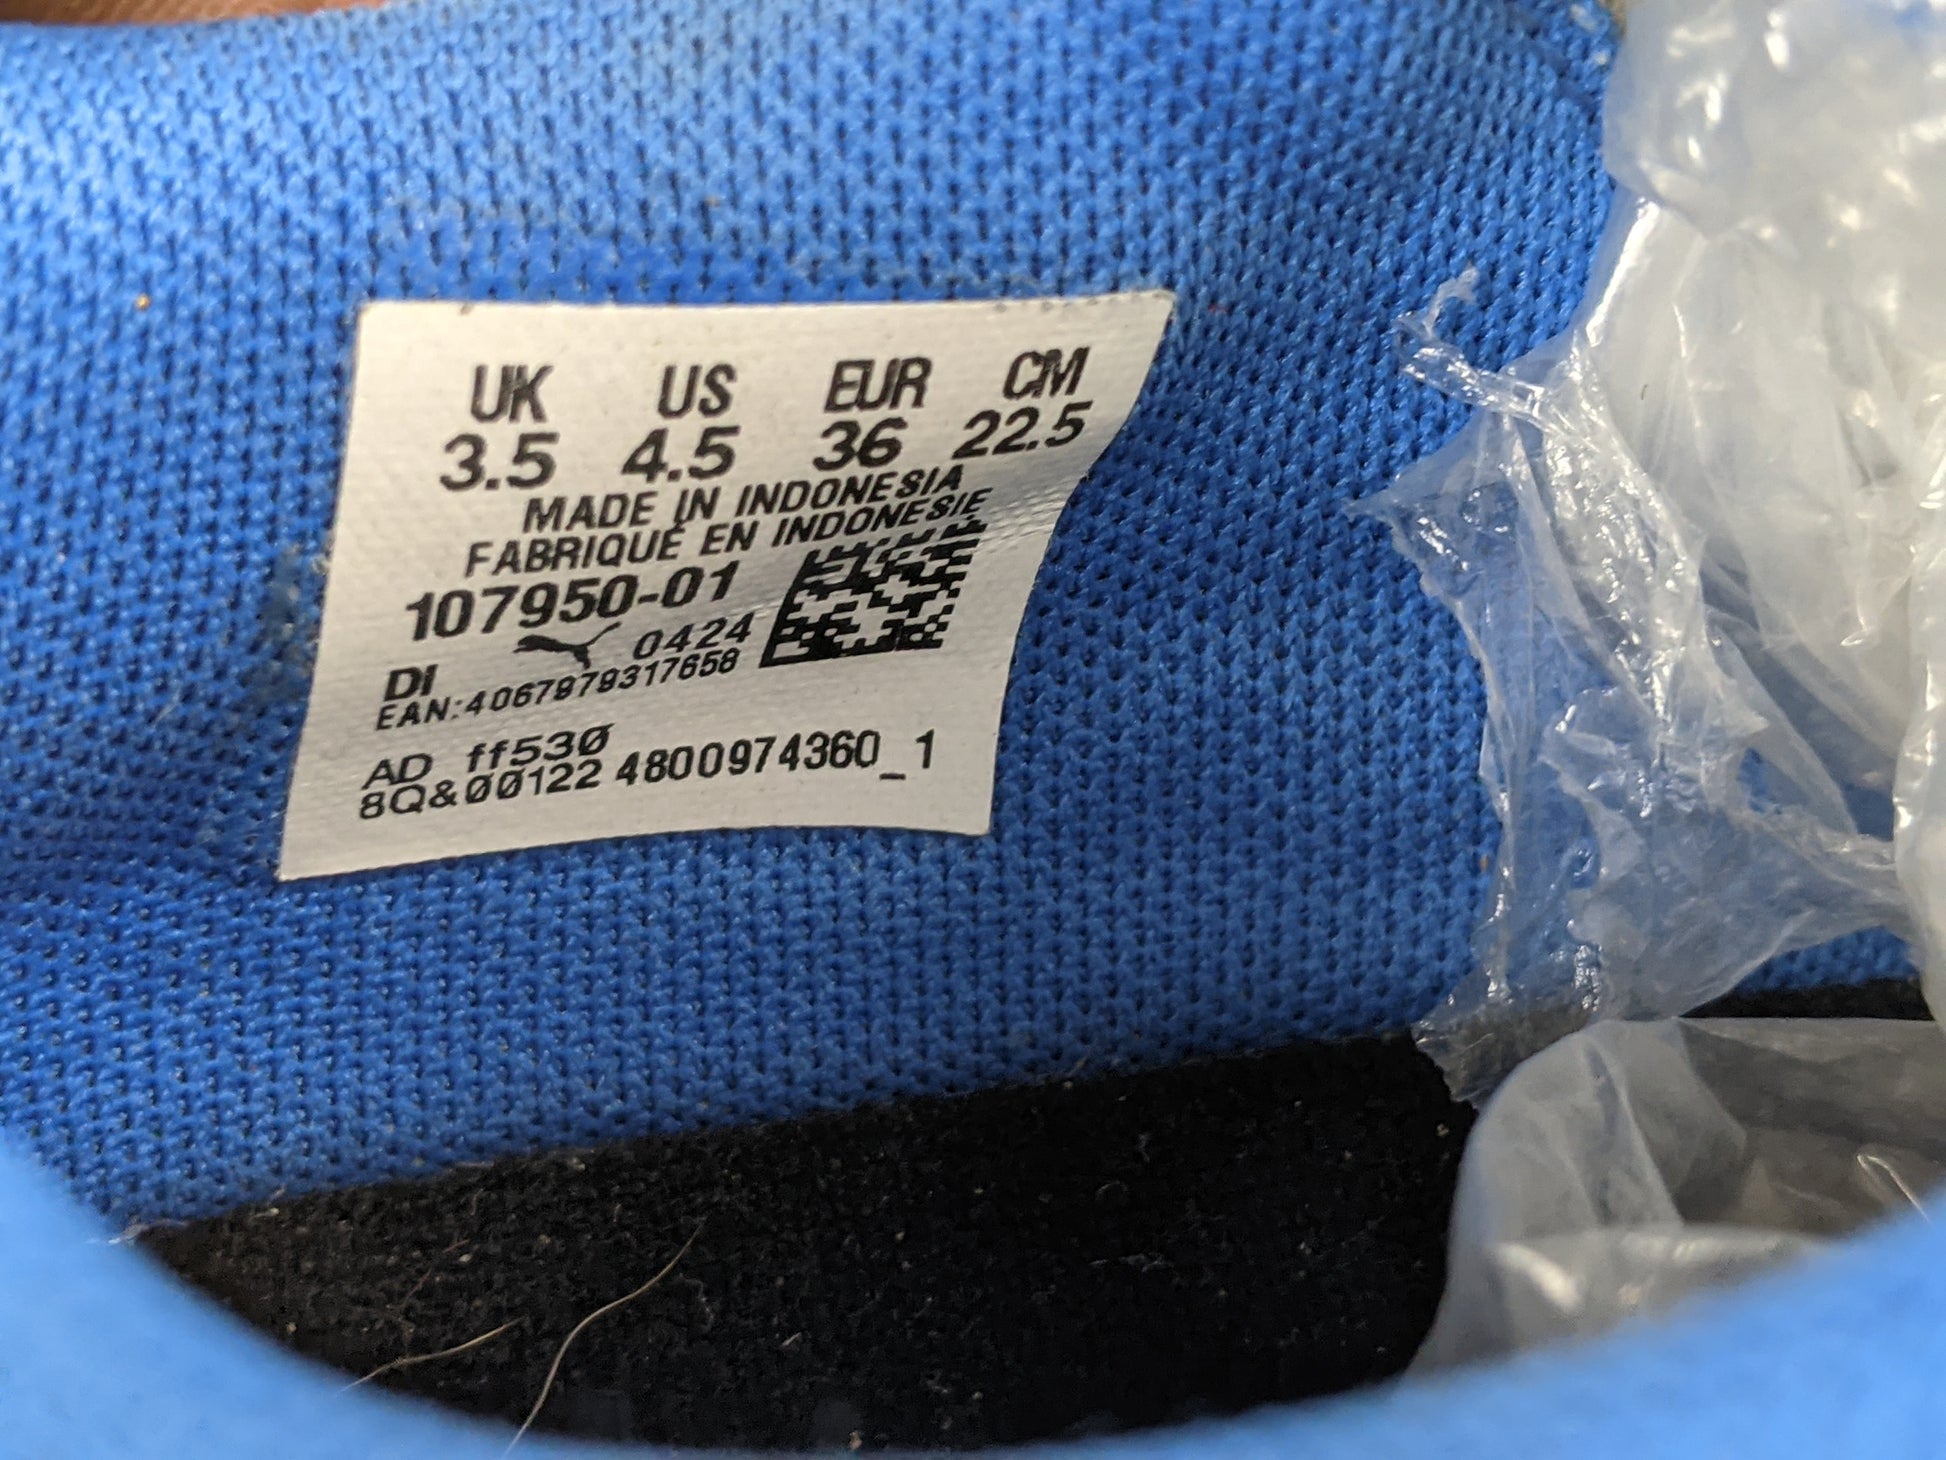 UK US EUR CM
3.5 4.5 36 22.5
MADE IN INDONESIA
FABRIQUÉ EN INDONESIE
107950-01
DI 0424
EAN:4067979317658
AD ff530
8Q&00122 4800974360_1